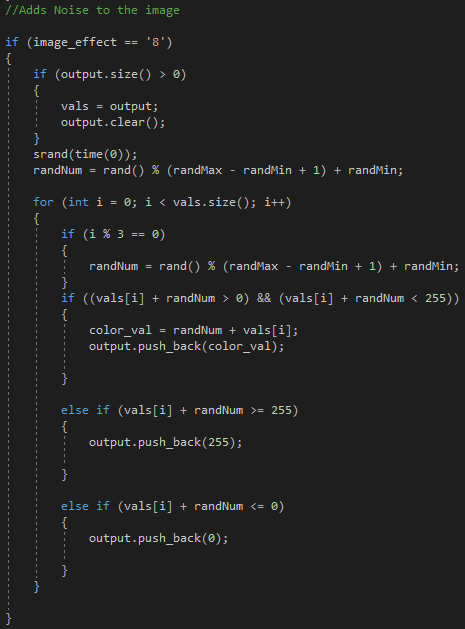 //Adds Noise to the image
if (image_effect == '8')
{
if (output.size() > 0)
{
vals = output;
output.clear();
}
srand(time(0));
randNum = rand() % (randMax - randMin + 1) + randMin;
for (int i = 0; i < vals.size(); i++)
{
if (i % 3 == 0)
{
randNum = rand() % (randMax - randMin + 1) + randMin;
}
if ((vals[i] + randNum > 0) && (vals[i] + randNum < 255))
{
color_val = randNum + vals[i];
output.push_back(color_val);
}
else if (vals[i] + randNum >= 255)
{
output.push_back(255);
}
else if (vals[i] + randNum <= 0)
{
output.push_back(0);
}
}
}